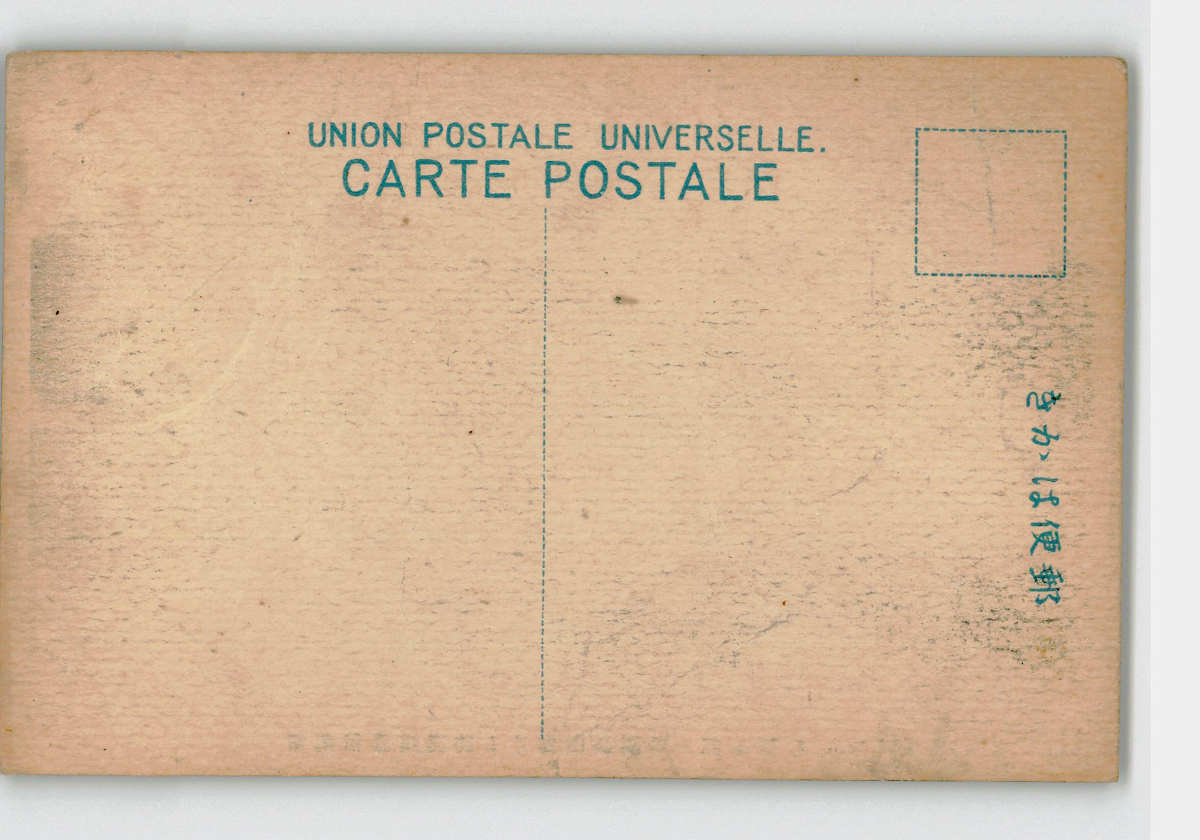 UNION POSTALE UNIVERSELLE.
CARTE POSTALE
郵便はかき